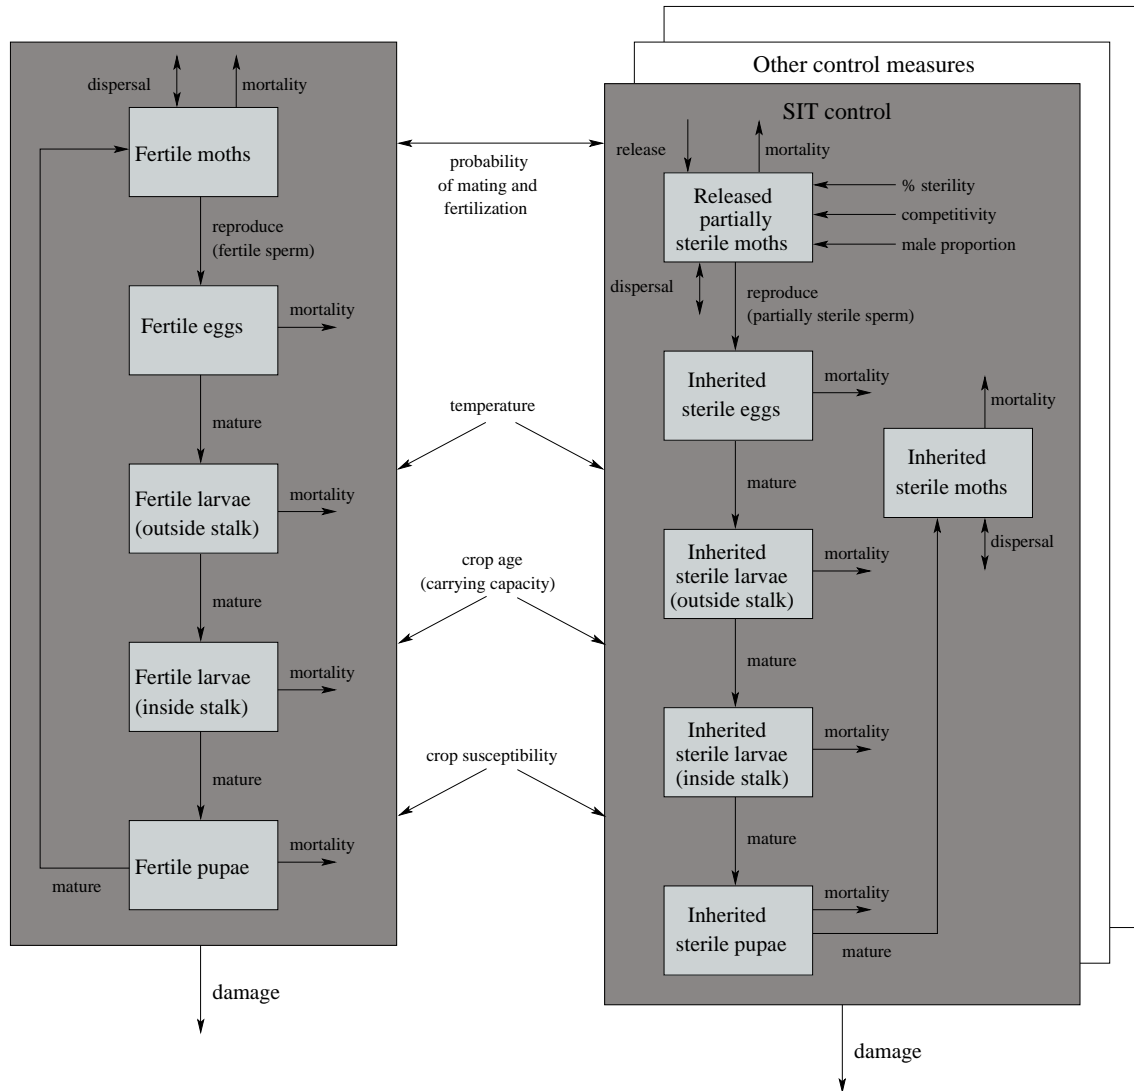 dispersal
mortality
Fertile moths
reproduce
(fertile sperm)
Fertile eggs
mortality
mature
Fertile larvae
(outside stalk)
mortality
mature
Fertile larvae
(inside stalk)
mortality
mature
Fertile pupae
mortality
mature
damage
probability
of mating and
fertilization
temperature
crop age
(carrying capacity)
crop susceptibility
Other control measures
SIT control
release
mortality
Released
partially
sterile moths
% sterility
competitivity
male proportion
dispersal
reproduce
(partially sterile sperm)
Inherited
sterile eggs
mortality
mature
Inherited
sterile larvae
(outside stalk)
mortality
mature
Inherited
sterile larvae
(inside stalk)
mortality
mature
Inherited
sterile pupae
mortality
mature
mortality
Inherited
sterile moths
dispersal
damage